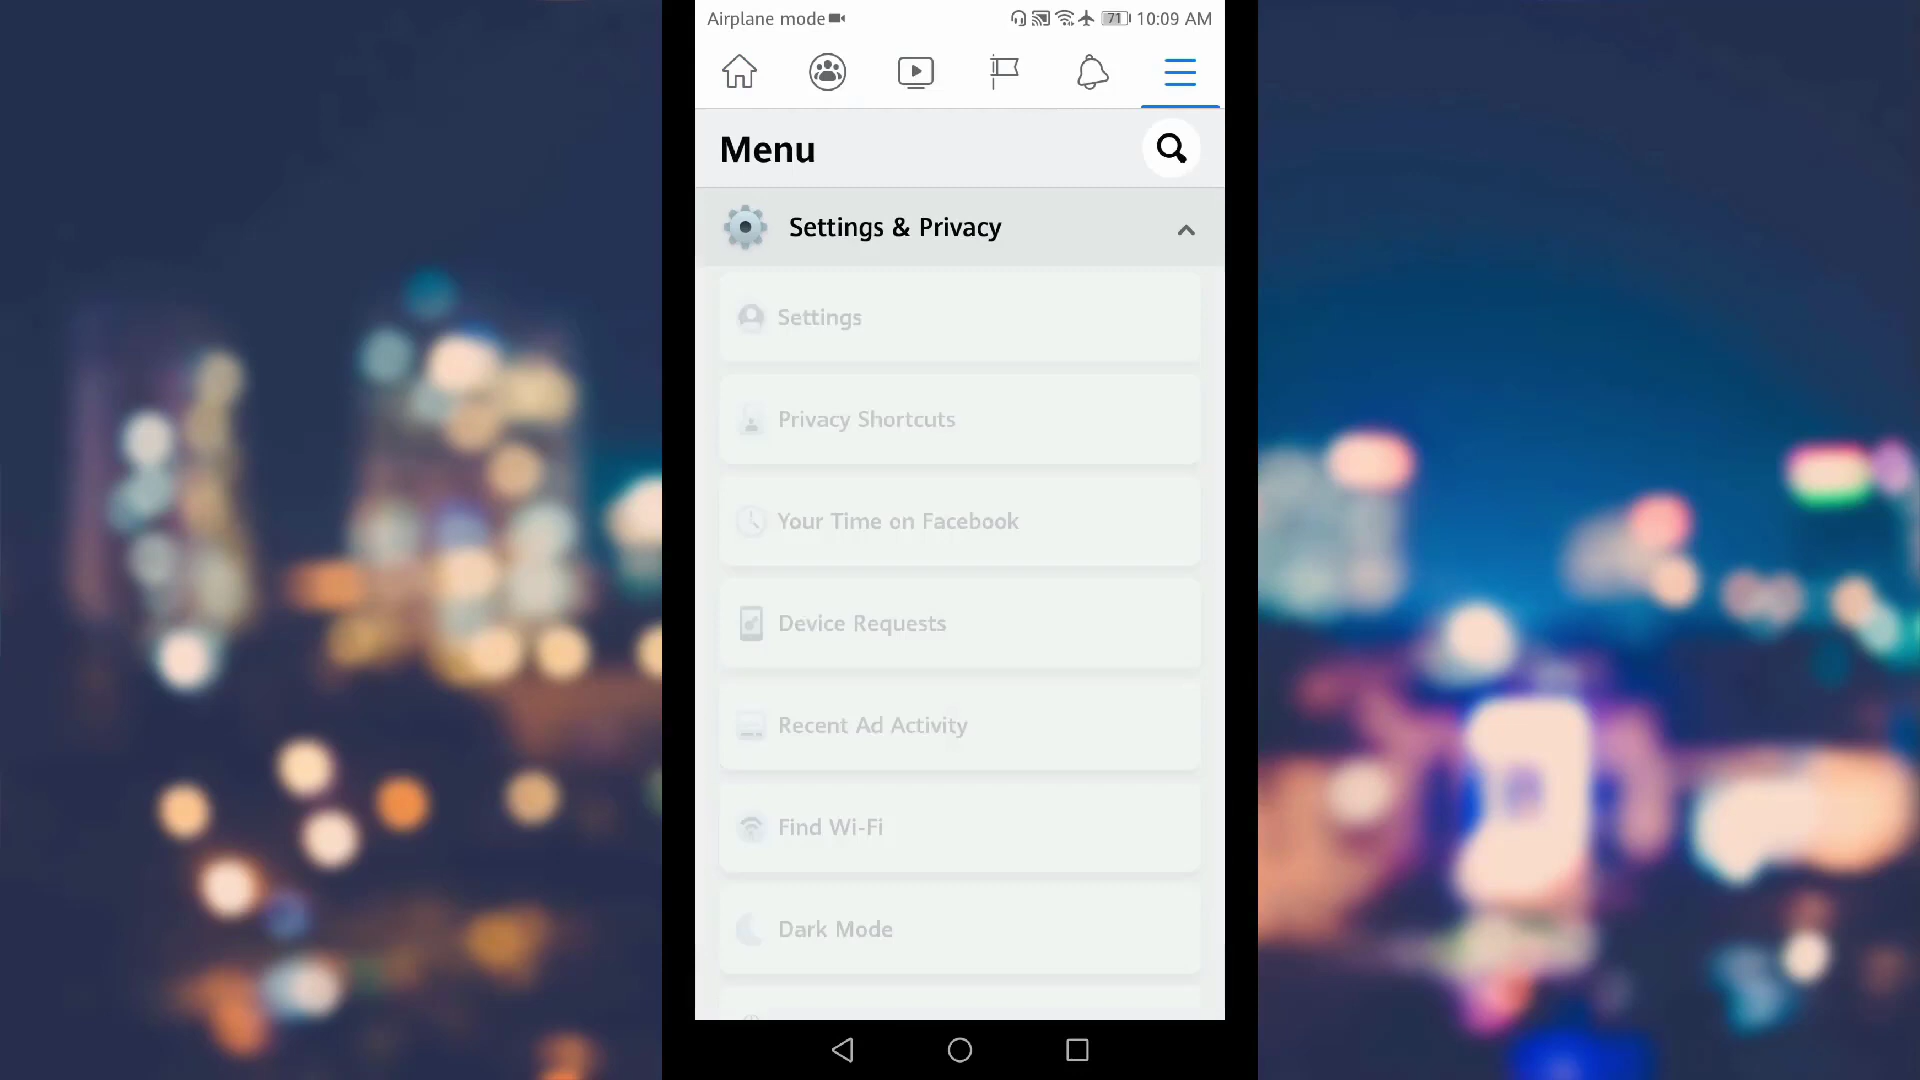 Airplane mode
71 10:09 AM
Menu
Settings & Privacy
Settings
Privacy Shortcuts
Your Time on Facebook
Device Requests
Recent Ad Activity
Find Wi-Fi
Dark Mode